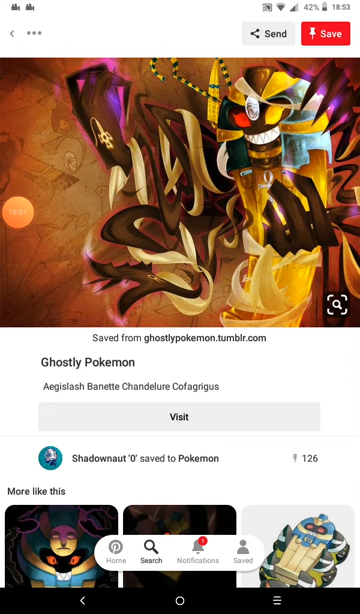 42% 18:53
Send
Save
10:01
Saved from ghostlypokemon.tumblr.com
Ghostly Pokemon
Aegislash Banette Chandelure Cofagrigus
Visit
Shadownaut '0' saved to Pokemon
126
More like this
1
Home Search Notifications Saved